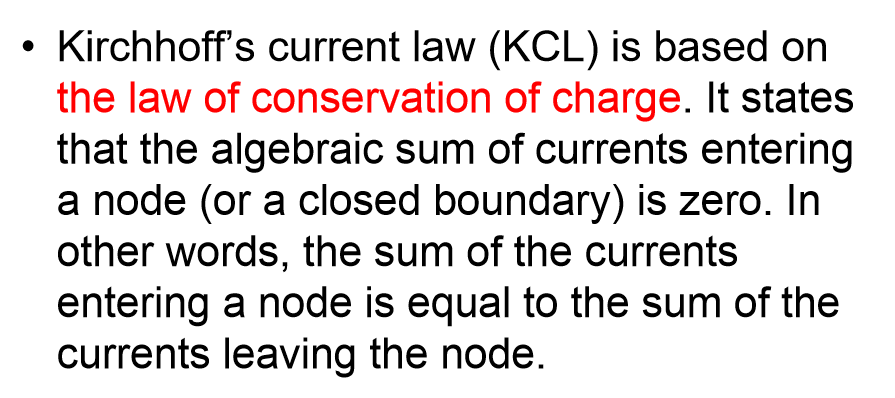 • Kirchhoff’s current law (KCL) is based on
the law of conservation of charge. It states
that the algebraic sum of currents entering
a node (or a closed boundary) is zero. In
other words, the sum of the currents
entering a node is equal to the sum of the
currents leaving the node.